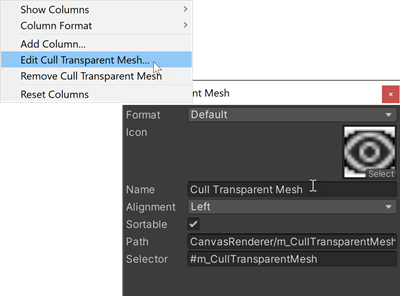 Show Columns
Column Format
Add Column...
Edit Cull Transparent Mesh...
Remove Cull Transparent Mesh
Reset Columns
nt Mesh
Format Default
Icon
Select
Name Cull Transparent Mesh
Alignment Left
Sortable
Path CanvasRenderer/m_CullTransparentMesh
Selector #m_CullTransparentMesh